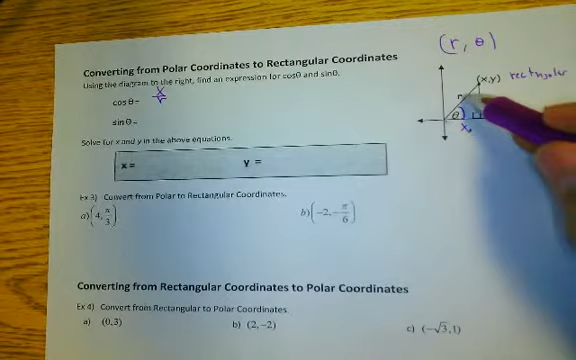 (r, θ)
Converting from Polar Coordinates to Rectangular Coordinates
Using the diagram to the right, find an expression for cosθ and sinθ.
(x,y) rectangular
r
θ
x
cos θ = x/r
sin θ =
Solve for x and y in the above equations.
x = y =
Ex 3) Convert from Polar to Rectangular Coordinates.
a) (4, π/3) b) (-2, -π/6)
Converting from Rectangular Coordinates to Polar Coordinates
Ex 4) Convert from Rectangular to Polar Coordinates.
a) (0,3) b) (2,-2) c) (-√3,1)